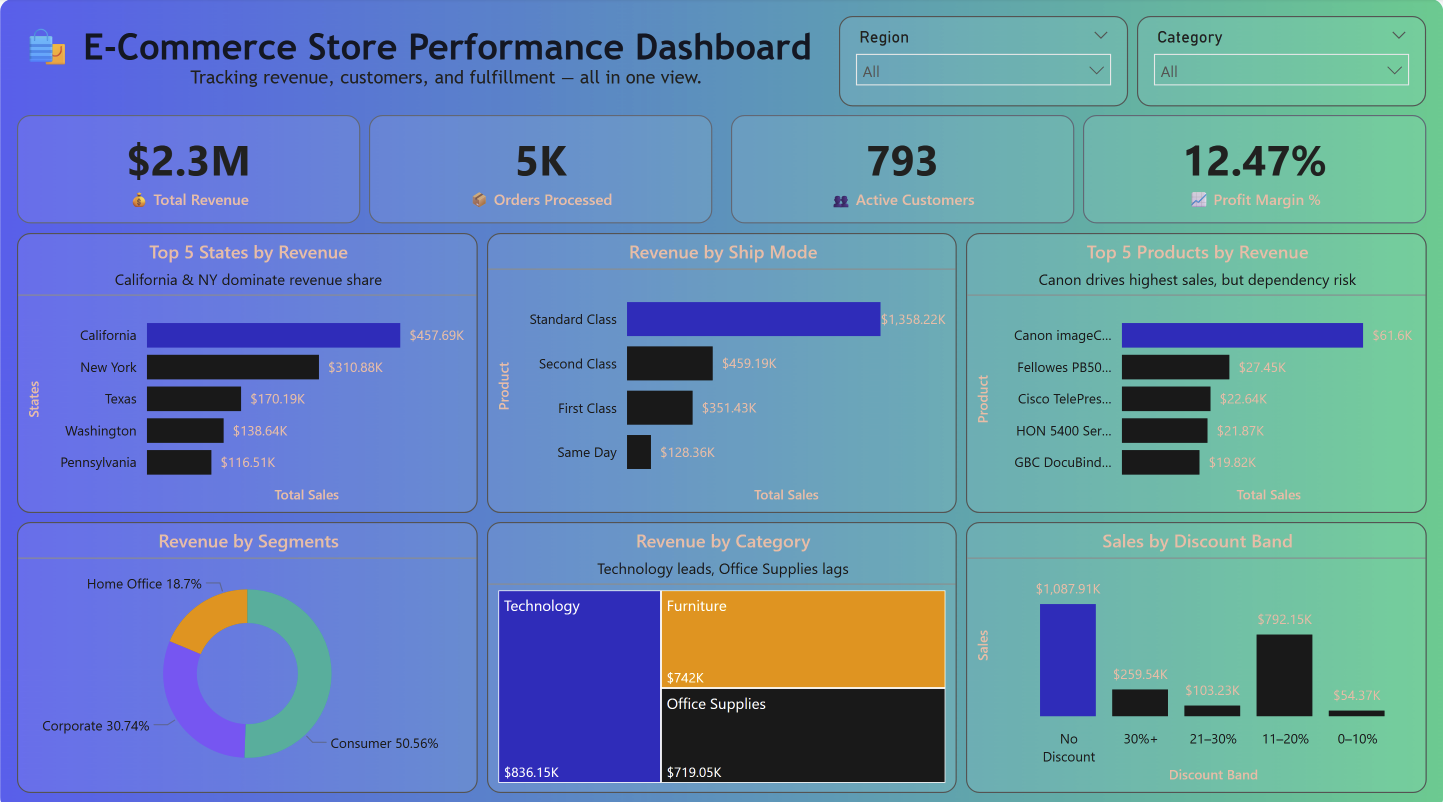 E-Commerce Store Performance Dashboard
Tracking revenue, customers, and fulfillment — all in one view.
Region
All
Category
All
$2.3M
Total Revenue
5K
Orders Processed
793
Active Customers
12.47%
Profit Margin %
Top 5 States by Revenue
California & NY dominate revenue share
States
California
$457.69K
New York
$310.88K
Texas
$170.19K
Washington
$138.64K
Pennsylvania
$116.51K
Total Sales
Revenue by Ship Mode
Product
Standard Class
$1,358.22K
Second Class
$459.19K
First Class
$351.43K
Same Day
$128.36K
Total Sales
Top 5 Products by Revenue
Canon drives highest sales, but dependency risk
Product
Canon imageC...
$61.6K
Fellowes PB50...
$27.45K
Cisco TelePres...
$22.64K
HON 5400 Ser...
$21.87K
GBC DocuBind...
$19.82K
Total Sales
Revenue by Segments
Home Office 18.7%
Corporate 30.74%
Consumer 50.56%
Revenue by Category
Technology leads, Office Supplies lags
Technology
$836.15K
Furniture
$742K
Office Supplies
$719.05K
Sales by Discount Band
Sales
$1,087.91K
$259.54K
$103.23K
$792.15K
$54.37K
No
Discount
30%+
21–30%
11–20%
0–10%
Discount Band